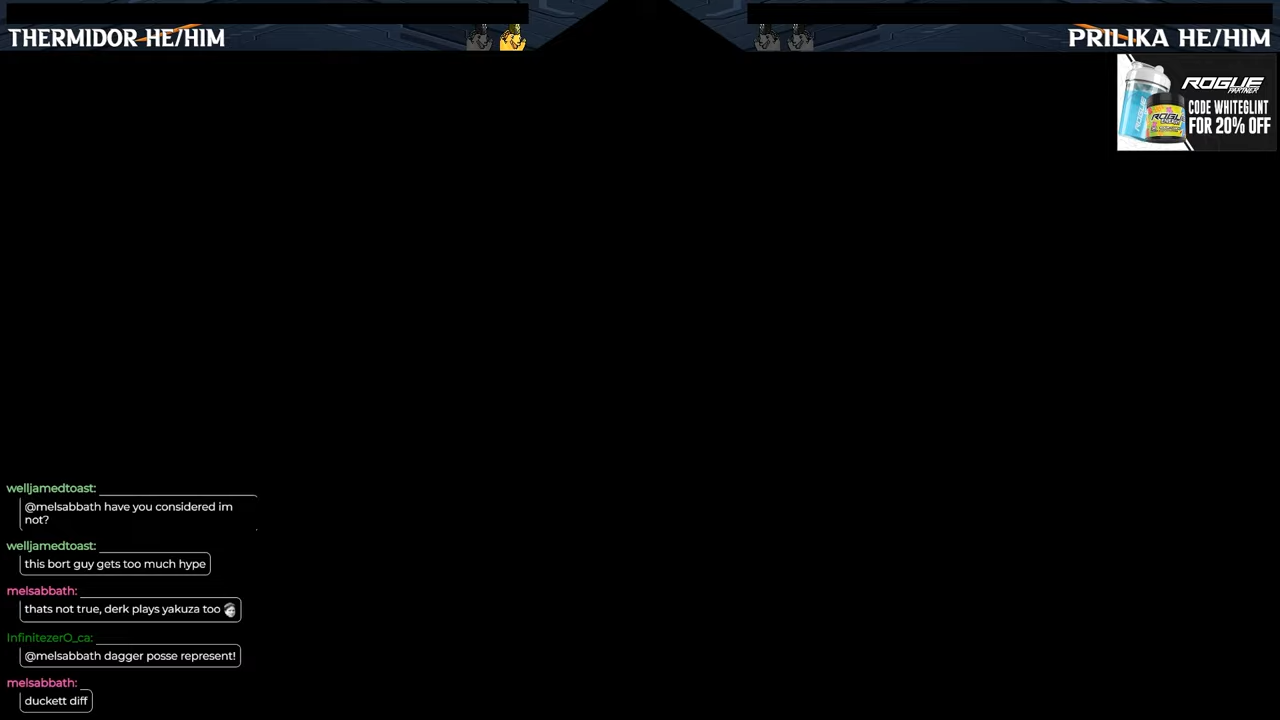 THERMIDOR HE/HIM
PRILIKA HE/HIM
ROGUE
PARTNER
CODE WHITEGLINT
FOR 20% OFF
welljamedtoast:
@melsabbath have you considered im
not?
welljamedtoast:
this bort guy gets too much hype
melsabbath:
thats not true, derk plays yakuza too
InfinitezerO_ca:
@melsabbath dagger posse represent!
melsabbath:
duckett diff